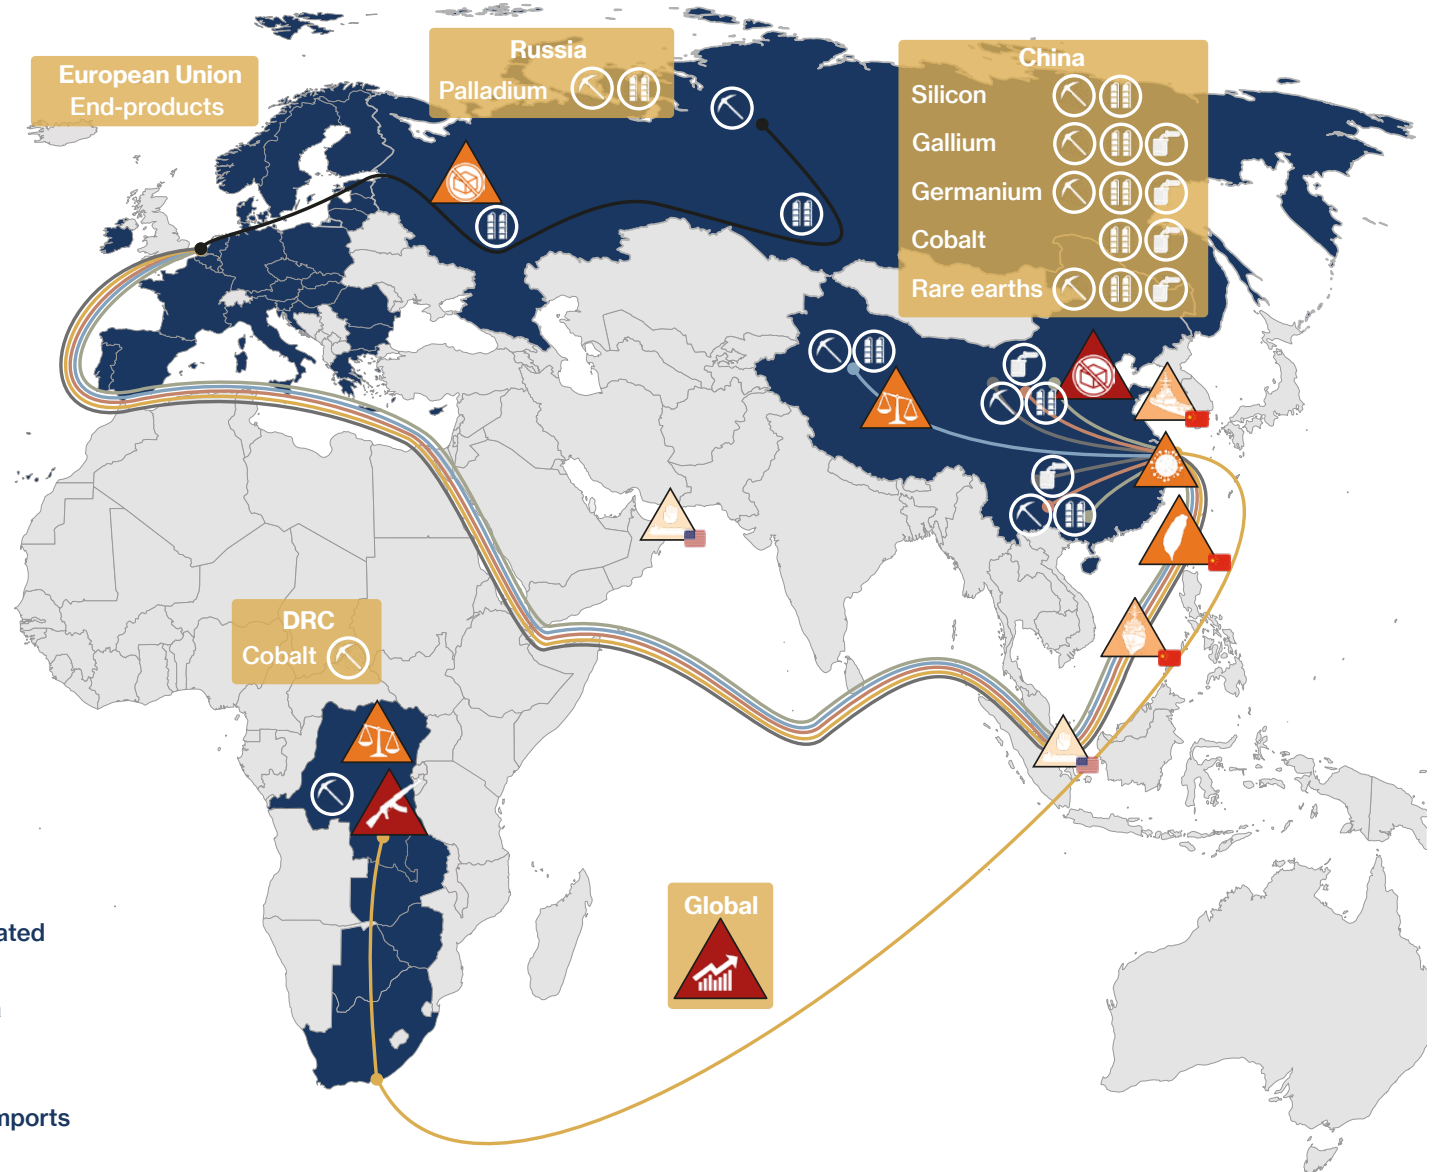 European Union
End-products
Russia
Palladium
China
Silicon
Gallium
Germanium
Cobalt
Rare earths
DRC
Cobalt
Global
ated
mports